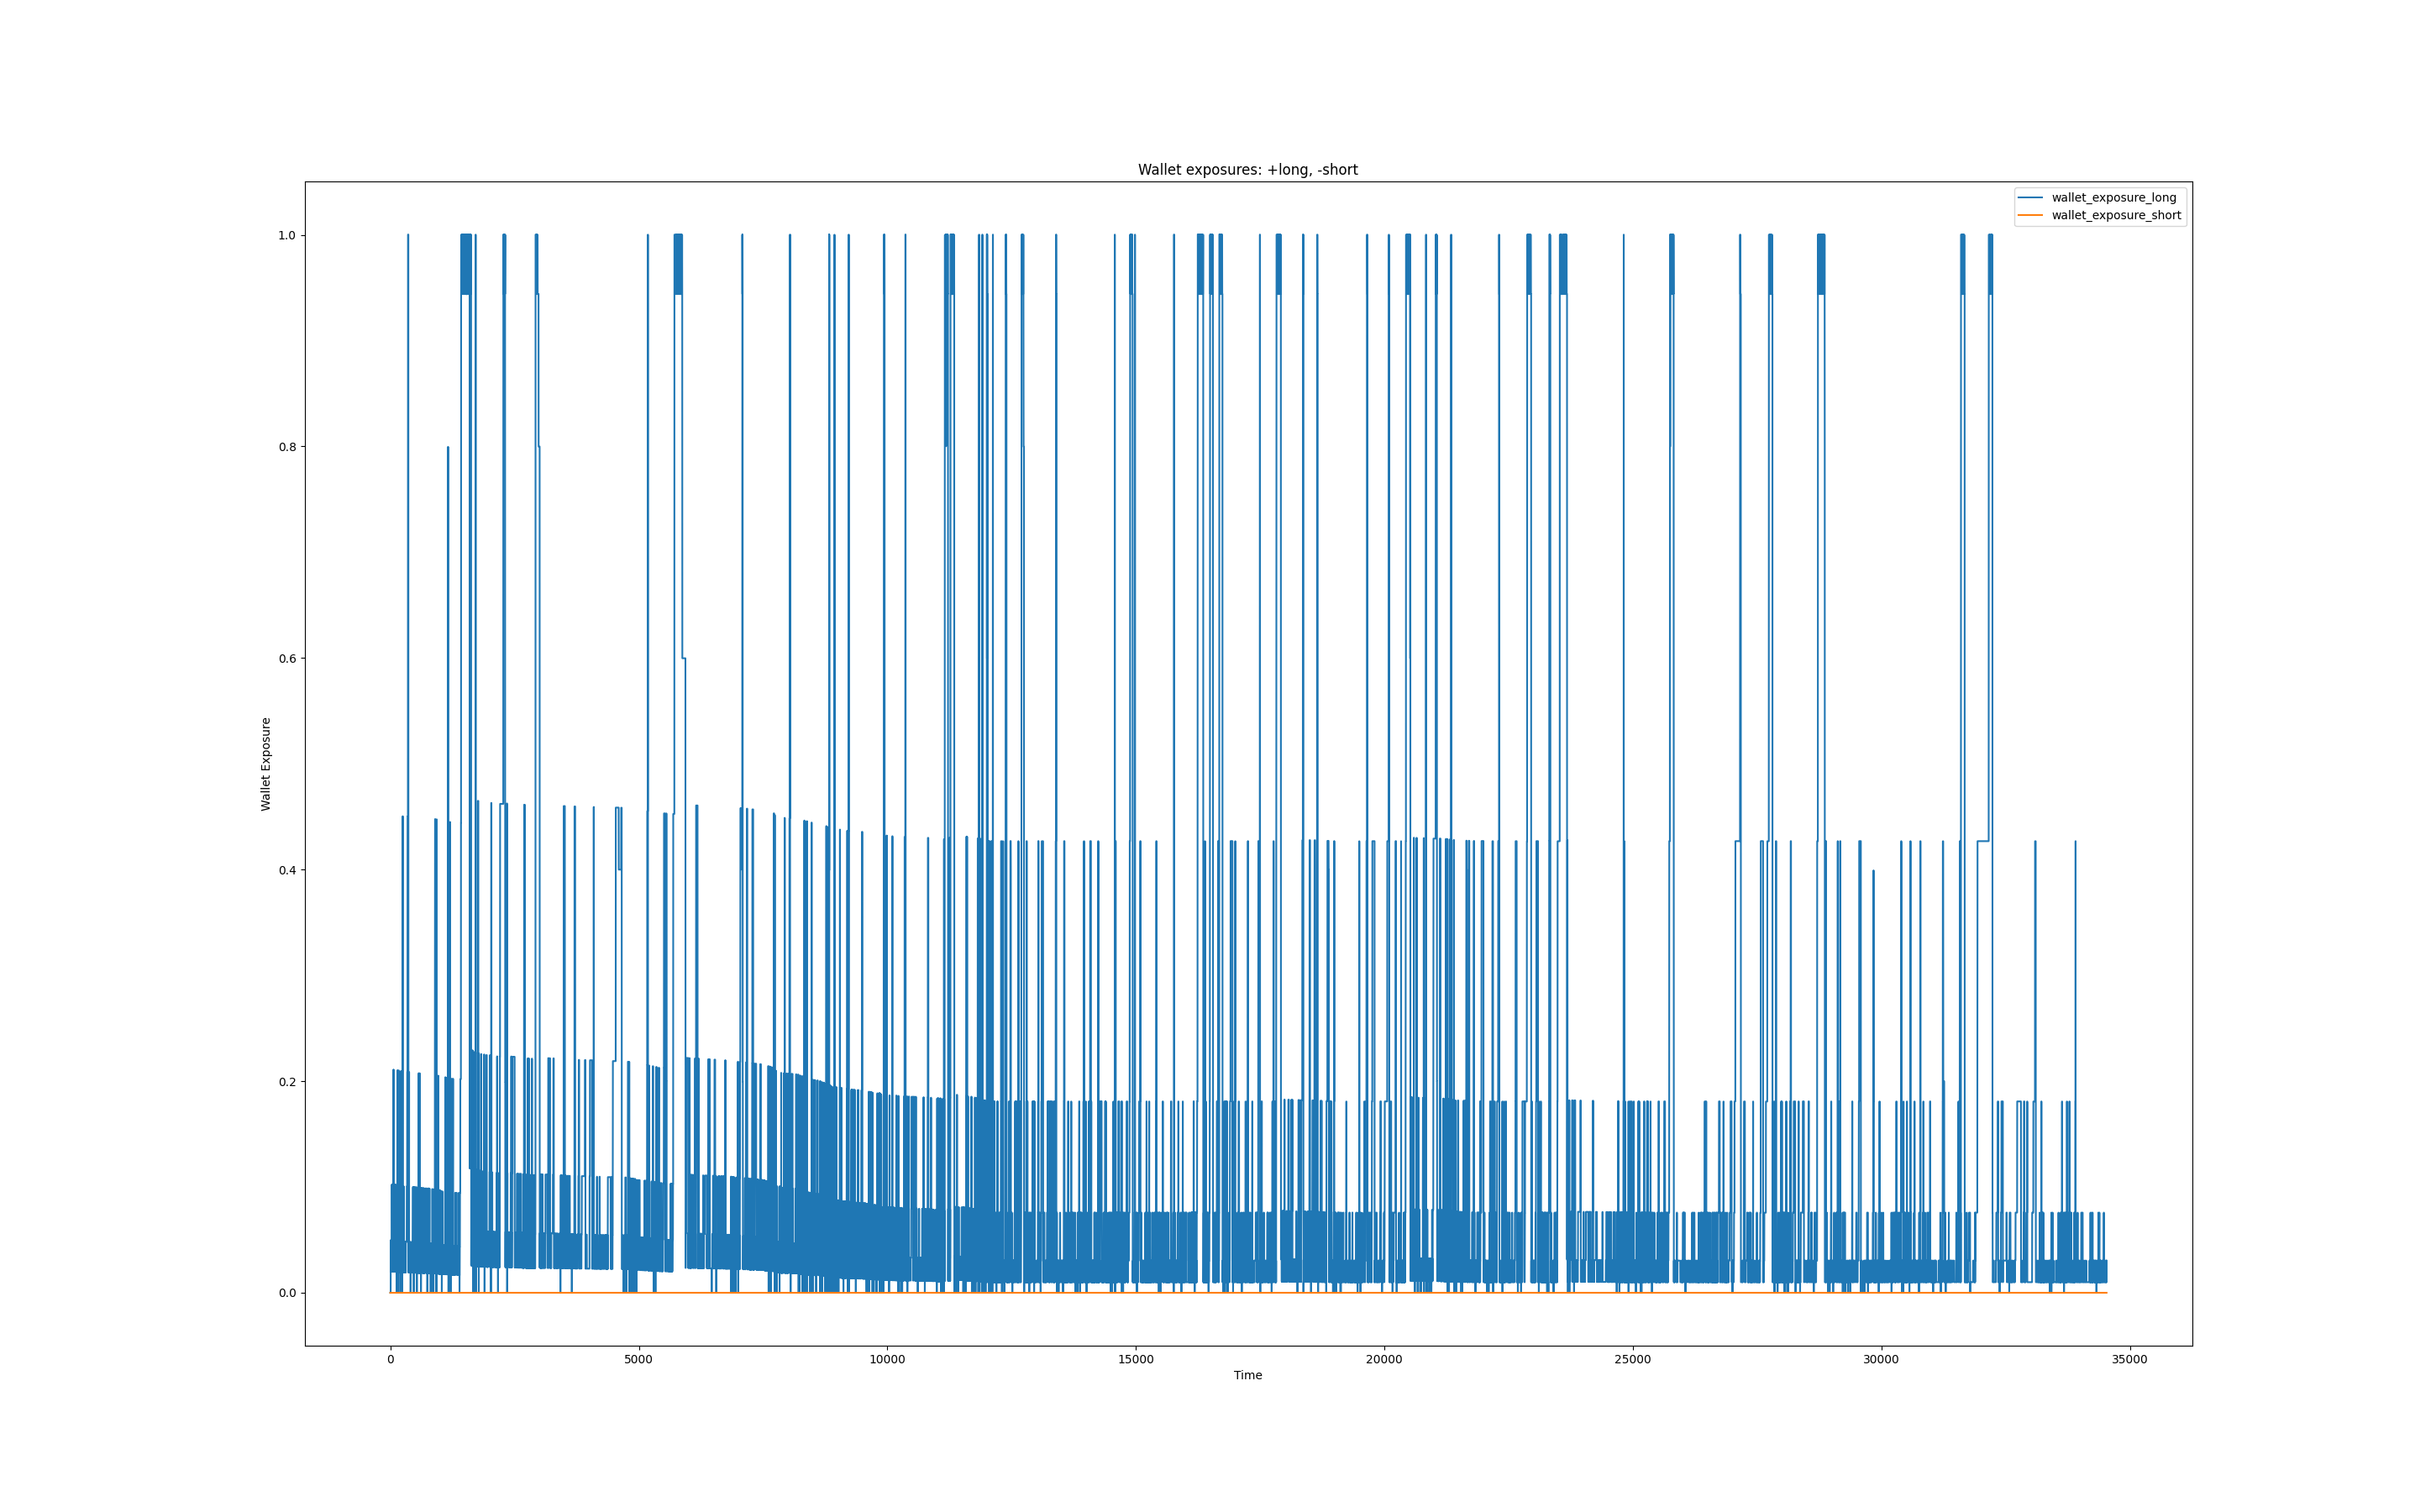 Wallet exposures: +long, -short
wallet_exposure_long
wallet_exposure_short
1.0
0.8
0.6
Wallet Exposure
0.4
0.2
0.0
0 5000 10000 15000 20000 25000 30000 35000
Time